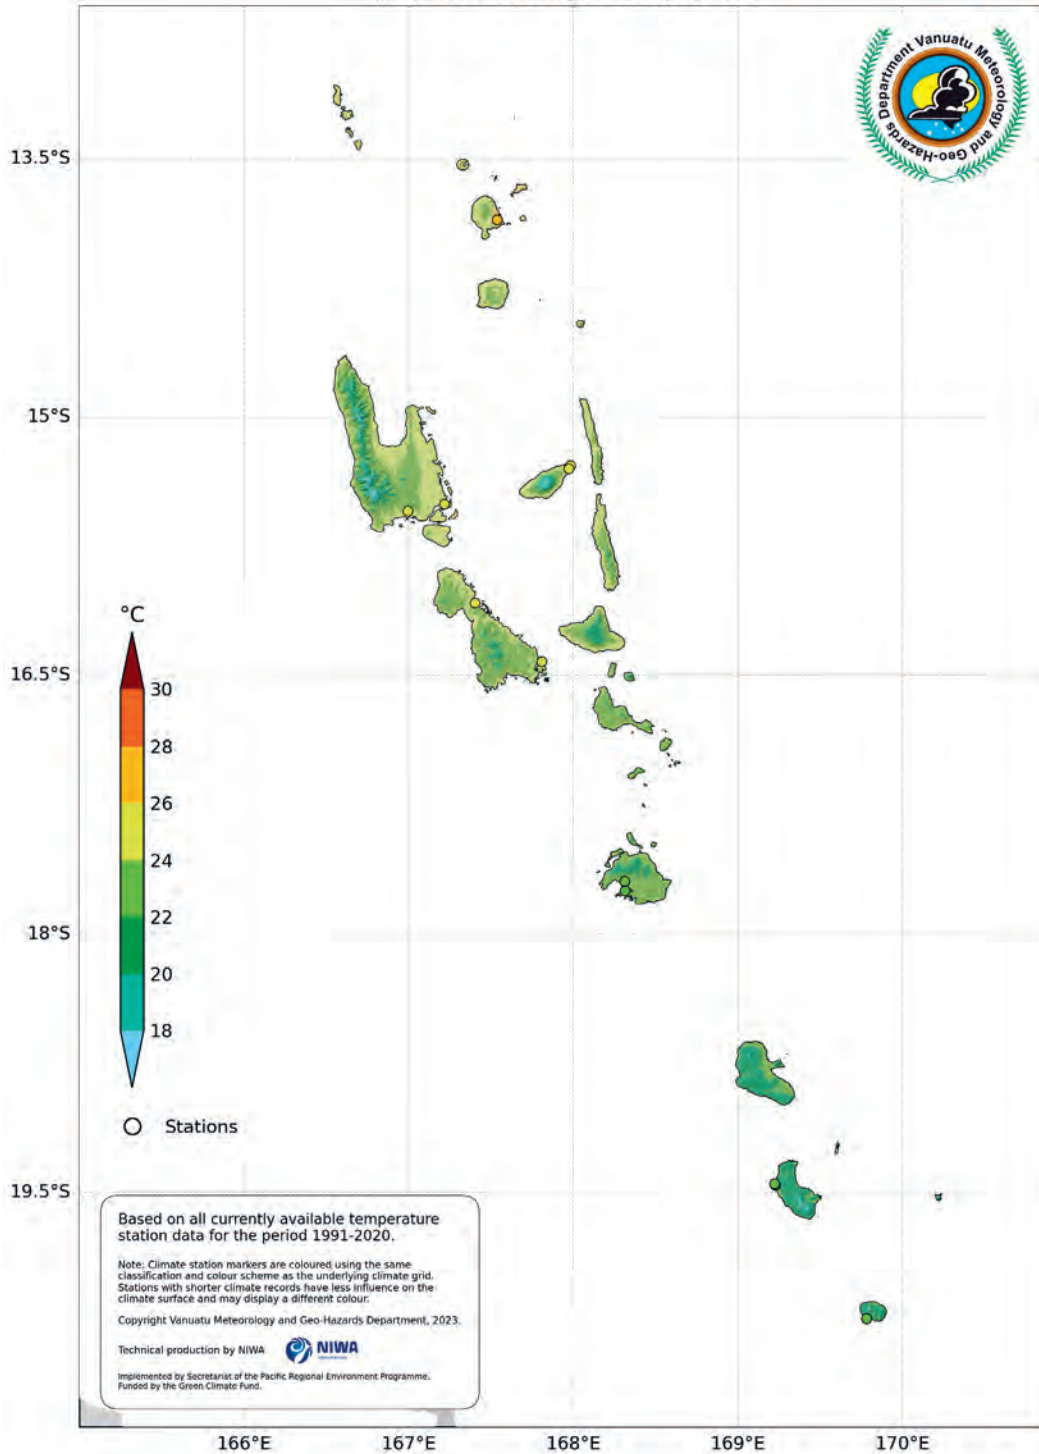 Vanuatu Meteorology and Geo-Hazards Department
13.5°S
15°S
16.5°S
18°S
19.5°S
°C
30
28
26
24
22
20
18
Stations
Based on all currently available temperature
station data for the period 1991-2020.
Note: Climate station markers are coloured using the same
classification and colour scheme as the underlying climate grid.
Stations with shorter climate records have less influence on the
climate surface and may display a different colour.
Copyright Vanuatu Meteorology and Geo-Hazards Department, 2023.
Technical production by NIWA
NIWA
Implemented by Secretariat of the Pacific Regional Environment Programme.
Funded by the Green Climate Fund.
166°E
167°E
168°E
169°E
170°E